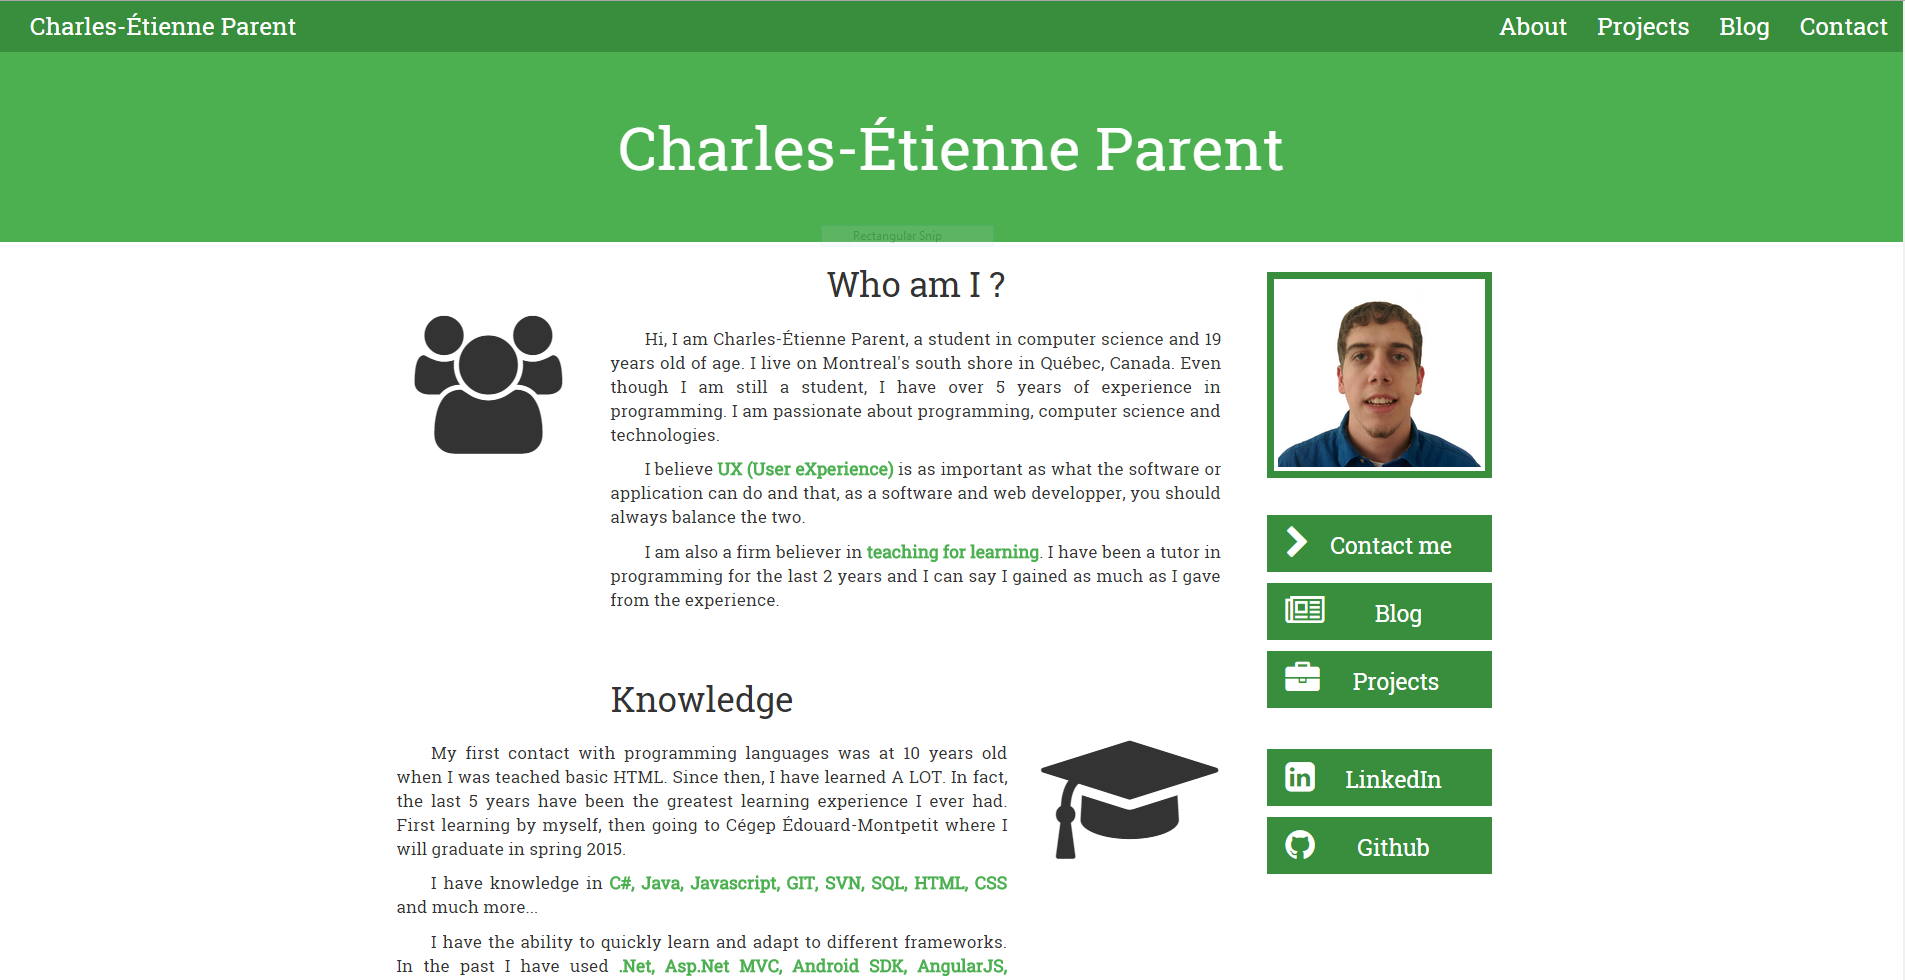 Charles-Étienne Parent
About Projects Blog Contact
Charles-Étienne Parent
Rectangular Snip
Who am I ?
Hi, I am Charles-Étienne Parent, a student in computer science and 19
years old of age. I live on Montreal's south shore in Québec, Canada. Even
though I am still a student, I have over 5 years of experience in
programming. I am passionate about programming, computer science and
technologies.
I believe UX (User eXperience) is as important as what the software or
application can do and that, as a software and web developper, you should
always balance the two.
I am also a firm believer in teaching for learning. I have been a tutor in
programming for the last 2 years and I can say I gained as much as I gave
from the experience.
Knowledge
My first contact with programming languages was at 10 years old
when I was teached basic HTML. Since then, I have learned A LOT. In fact,
the last 5 years have been the greatest learning experience I ever had.
First learning by myself, then going to Cégep Édouard-Montpetit where I
will graduate in spring 2015.
I have knowledge in C#, Java, Javascript, GIT, SVN, SQL, HTML, CSS
and much more...
I have the ability to quickly learn and adapt to different frameworks.
In the past I have used .Net, Asp.Net MVC, Android SDK, AngularJS,
Contact me
Blog
Projects
LinkedIn
Github